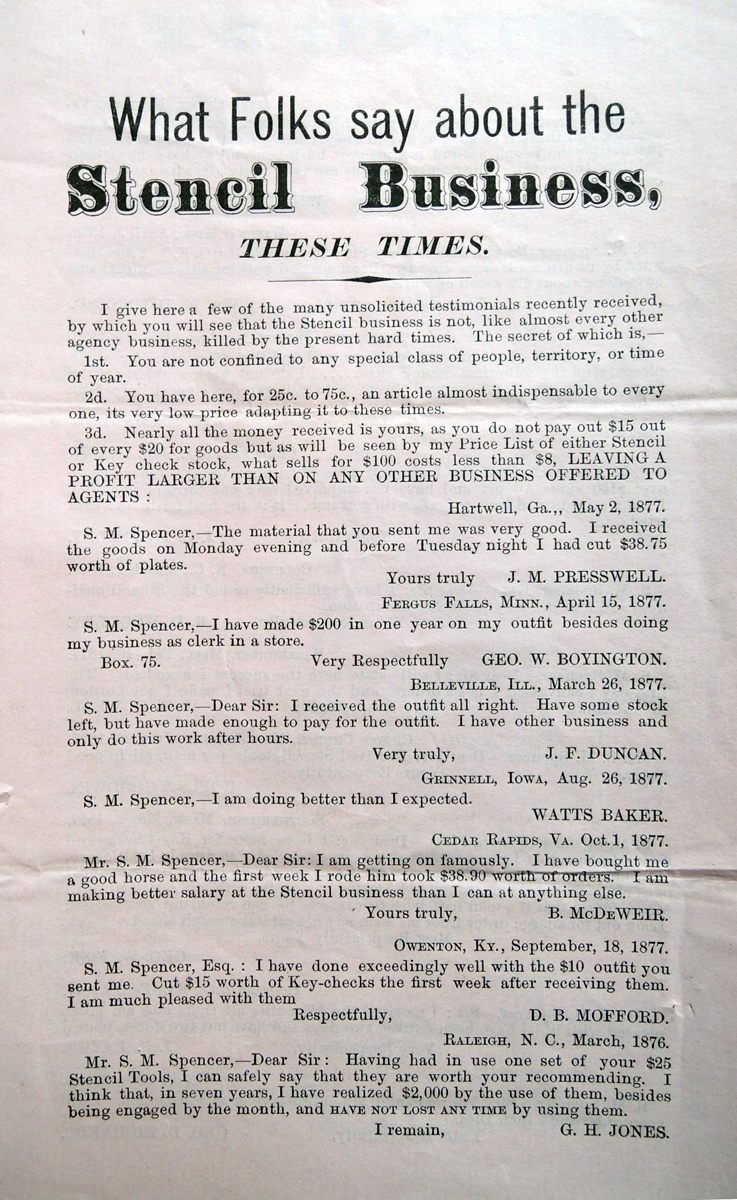 What Folks say about the
Stencil Business,
THESE TIMES.
I give here a few of the many unsolicited testimonials recently received,
by which you will see that the Stencil business is not, like almost every other
agency business, killed by the present hard times. The secret of which is,—
1st. You are not confined to any special class of people, territory, or time
of year.
2d. You have here, for 25c. to 75c., an article almost indispensable to every
one, its very low price adapting it to these times.
3d. Nearly all the money received is yours, as you do not pay out $15 out
of every $20 for goods but as will be seen by my Price List of either Stencil
or Key check stock, what sells for $100 costs less than $8, LEAVING A
PROFIT LARGER THAN ON ANY OTHER BUSINESS OFFERED TO
AGENTS :
Hartwell, Ga.,, May 2, 1877.
S. M. Spencer,—The material that you sent me was very good. I received
the goods on Monday evening and before Tuesday night I had cut $38.75
worth of plates.
Yours truly J. M. PRESSWELL.
FERGUS FALLS, MINN., April 15, 1877.
S. M. Spencer,—I have made $200 in one year on my outfit besides doing
my business as clerk in a store.
Box. 75. Very Respectfully GEO. W. BOYINGTON.
BELLEVILLE, ILL., March 26, 1877.
S. M. Spencer,—Dear Sir: I received the outfit all right. Have some stock
left, but have made enough to pay for the outfit. I have other business and
only do this work after hours.
Very truly, J. F. DUNCAN.
GRINNELL, IOWA, Aug. 26, 1877.
S. M. Spencer,—I am doing better than I expected.
WATTS BAKER.
CEDAR RAPIDS, VA. Oct.1, 1877.
Mr. S. M. Spencer,—Dear Sir: I am getting on famously. I have bought me
a good horse and the first week I rode him took $38.90 worth of orders. I am
making better salary at the Stencil business than I can at anything else.
Yours truly, B. McDEWEIR.
OWENTON, KY., September, 18, 1877.
S. M. Spencer, Esq. : I have done exceedingly well with the $10 outfit you
sent me. Cut $15 worth of Key-checks the first week after receiving them.
I am much pleased with them
Respectfully, D. B. MOFFORD.
RALEIGH, N. C., March, 1876.
Mr. S. M. Spencer,—Dear Sir : Having had in use one set of your $25
Stencil Tools, I can safely say that they are worth your recommending. I
think that, in seven years, I have realized $2,000 by the use of them, besides
being engaged by the month, and HAVE NOT LOST ANY TIME by using them.
I remain, G. H. JONES.